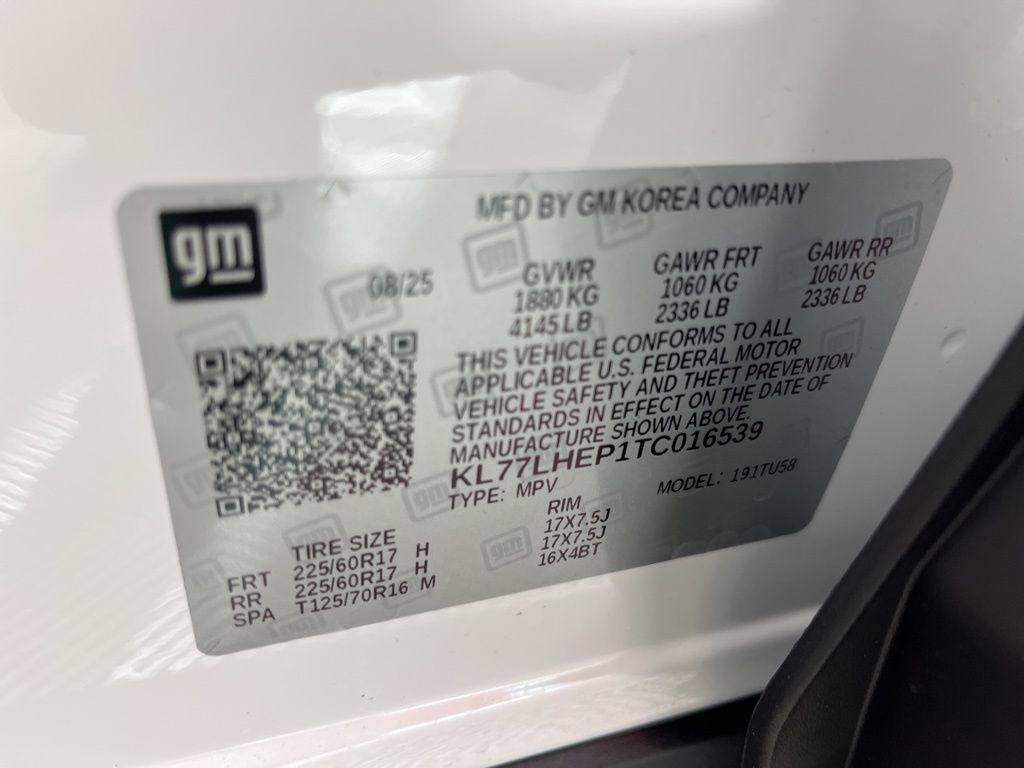 gm
MFD BY GM KOREA COMPANY
08/25
GVWR GAWR FRT GAWR RR
1880 KG 1060 KG 1060 KG
4145 LB 2336 LB 2336 LB
THIS VEHICLE CONFORMS TO ALL
APPLICABLE U.S. FEDERAL MOTOR
VEHICLE SAFETY AND THEFT PREVENTION
STANDARDS IN EFFECT ON THE DATE OF
MANUFACTURE SHOWN ABOVE.
KL77LHEP1TC016539
TYPE: MPV MODEL: 191TU58
TIRE SIZE RIM
FRT 225/60R17 H 17X7.5J
RR 225/60R17 H 17X7.5J
SPA T125/70R16 M 16X4BT